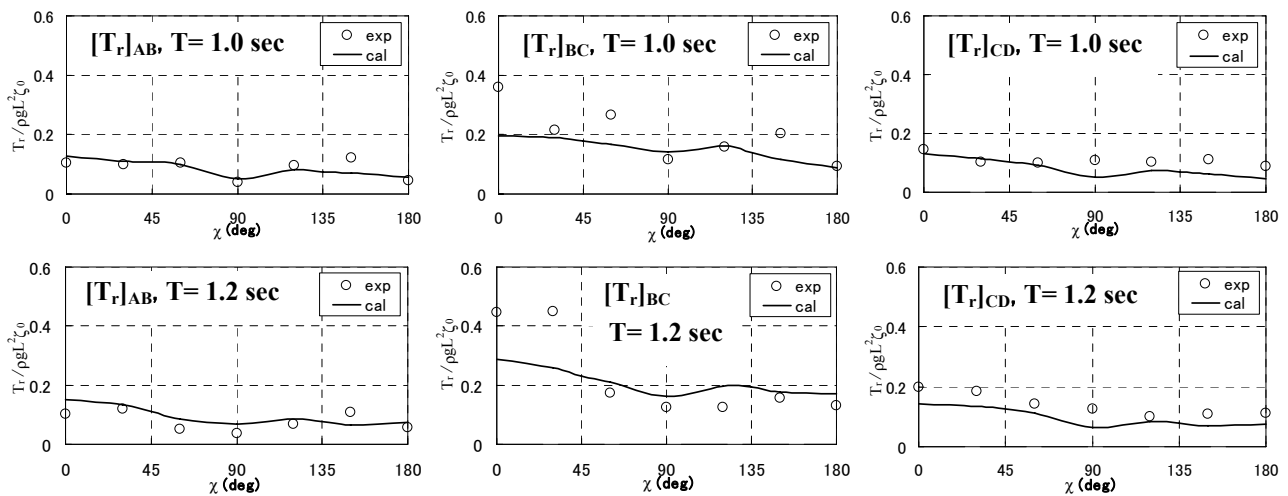 [Tr]AB, T= 1.0 sec
exp
cal
Tr/ρgL²ζ0
0.6
0.4
0.2
0
0 45 90 135 180
χ (deg)
[Tr]BC, T= 1.0 sec
exp
cal
Tr/ρgL²ζ0
0.6
0.4
0.2
0
0 45 90 135 180
χ (deg)
[Tr]CD, T= 1.0 sec
exp
cal
Tr/ρgL²ζ0
0.6
0.4
0.2
0
0 45 90 135 180
χ (deg)
[Tr]AB, T= 1.2 sec
exp
cal
Tr/ρgL²ζ0
0.6
0.4
0.2
0
0 45 90 135 180
χ (deg)
[Tr]BC
T= 1.2 sec
exp
cal
Tr/ρgL²ζ0
0.6
0.4
0.2
0
0 45 90 135 180
χ (deg)
[Tr]CD, T= 1.2 sec
exp
cal
Tr/ρgL²ζ0
0.6
0.4
0.2
0
0 45 90 135 180
χ (deg)